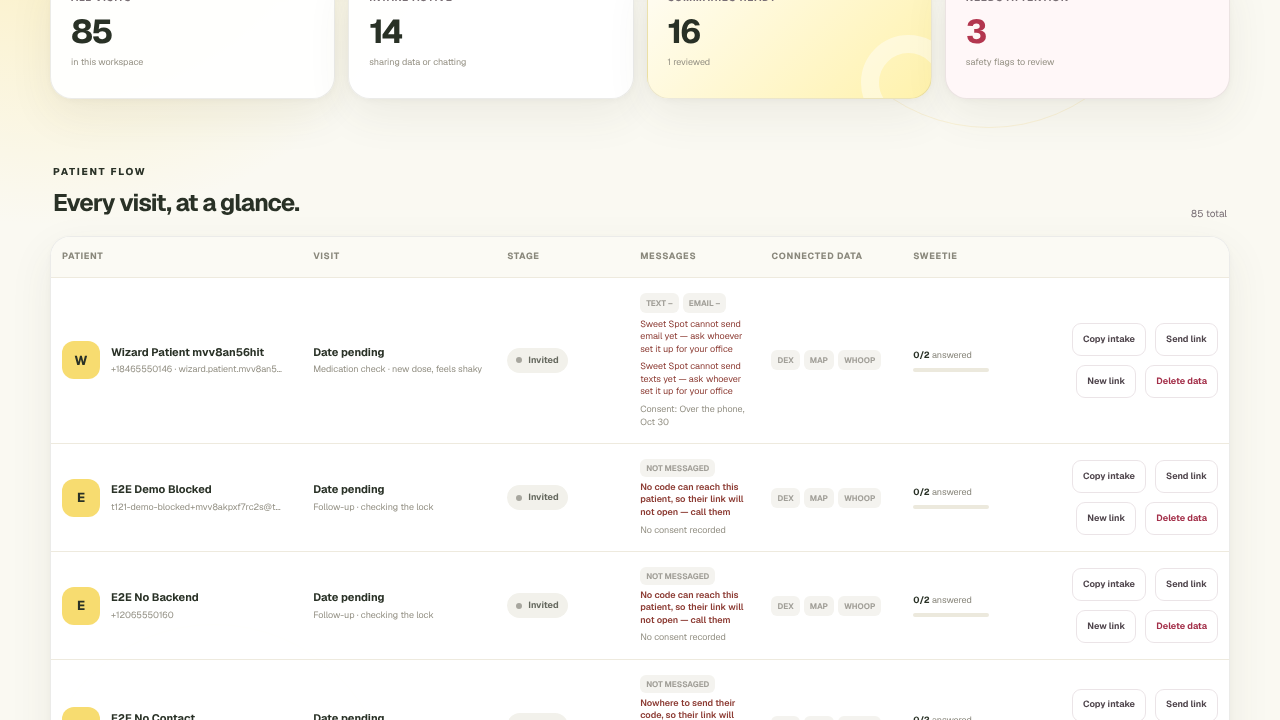 85
14
16
3
in this workspace
sharing data or chatting
1 reviewed
safety flags to review
PATIENT FLOW
Every visit, at a glance.
85 total
PATIENT
VISIT
STAGE
MESSAGES
CONNECTED DATA
SWEETIE
W
Wizard Patient mvv8an56hit
+18465550146 · wizard.patient.mvv8an5…
Date pending
Medication check · new dose, feels shaky
Invited
TEXT –
EMAIL –
Sweet Spot cannot send
email yet — ask whoever
set it up for your office
Sweet Spot cannot send
texts yet — ask whoever
set it up for your office
Consent: Over the phone,
Oct 30
DEX
MAP
WHOOP
0/2 answered
Copy intake
Send link
New link
Delete data
E
E2E Demo Blocked
t121-demo-blocked+mvv8akpxf7rc2s@t…
Date pending
Follow-up · checking the lock
Invited
NOT MESSAGED
No code can reach this
patient, so their link will
not open — call them
No consent recorded
DEX
MAP
WHOOP
0/2 answered
Copy intake
Send link
New link
Delete data
E
E2E No Backend
+12065550160
Date pending
Follow-up · checking the lock
Invited
NOT MESSAGED
No code can reach this
patient, so their link will
not open — call them
No consent recorded
DEX
MAP
WHOOP
0/2 answered
Copy intake
Send link
New link
Delete data
E2E No Contact
Date pending
NOT MESSAGED
Nowhere to send their
code, so their link will
Copy intake
Send link